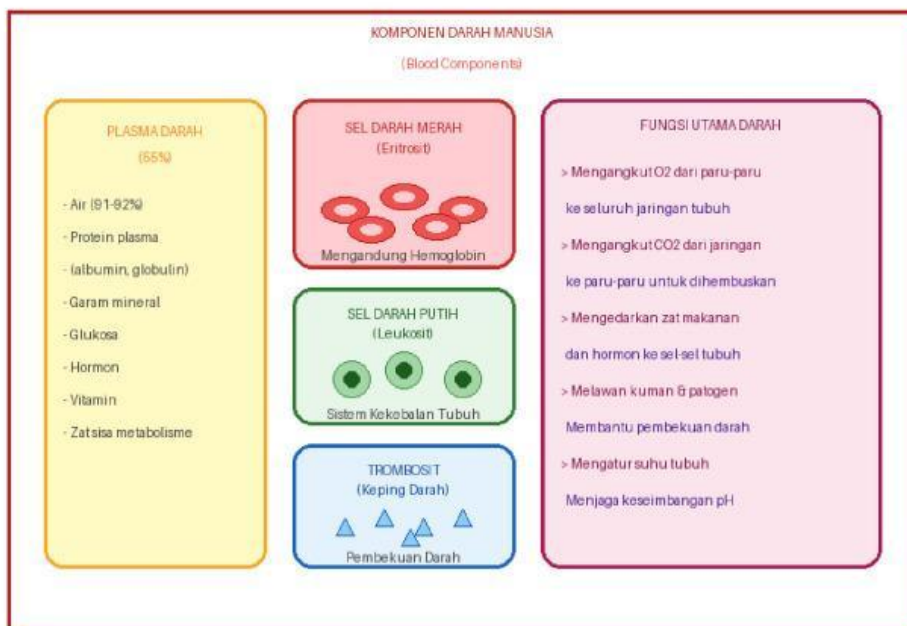 KOMPONEN DARAH MANUSIA
(Blood Components)
PLASMA DARAH
(55%)
- Air (91-92%)
- Protein plasma
- (albumin, globulin)
- Garam mineral
- Glukosa
- Hormon
- Vitamin
- Zat sisa metabolisme
SEL DARAH MERAH
(Eritrosit)
Mengandung Hemoglobin
SEL DARAH PUTIH
(Leukosit)
Sistem Kekebalan Tubuh
TROMBOSIT
(Keping Darah)
Pembekuan Darah
FUNGSI UTAMA DARAH
> Mengangkut O2 dari paru-paru
ke seluruh jaringan tubuh
> Mengangkut CO2 dari jaringan
ke paru-paru untuk dihembuskan
> Mengedarkan zat makanan
dan hormon ke sel-sel tubuh
> Melawan kuman & patogen
Membantu pembekuan darah
> Mengatur suhu tubuh
Menjaga keseimbangan pH